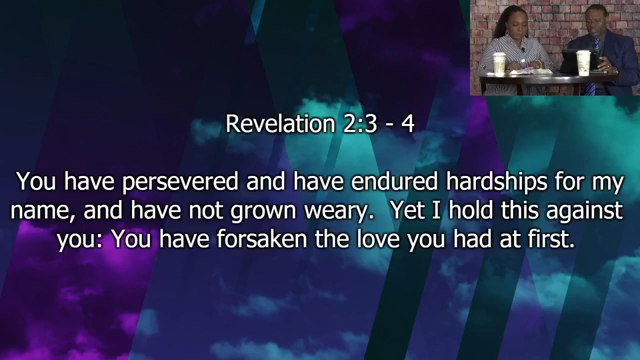 Revelation 2:3 - 4
You have persevered and have endured hardships for my
name, and have not grown weary.  Yet I hold this against
you: You have forsaken the love you had at first.